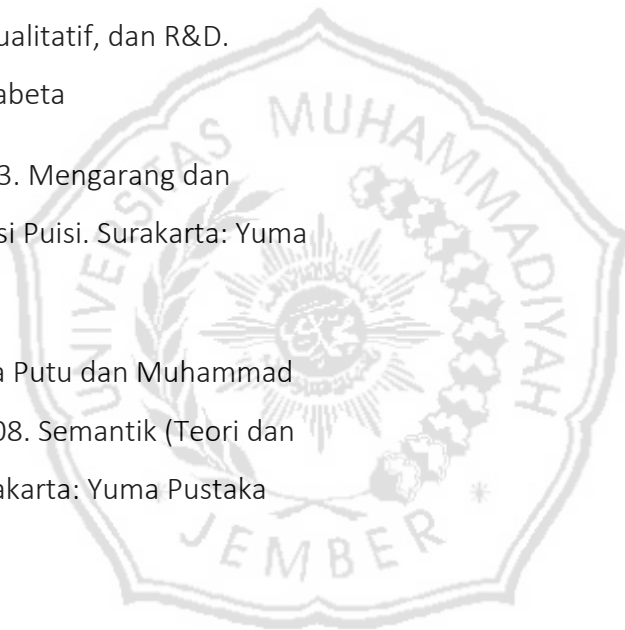 ualitatif, dan R&D.
abeta
3. Mengarang dan
si Puisi. Surakarta: Yuma
a Putu dan Muhammad
08. Semantik (Teori dan
akarta: Yuma Pustaka
UNIVERSITAS MUHAMMADIYAH
JEMBER